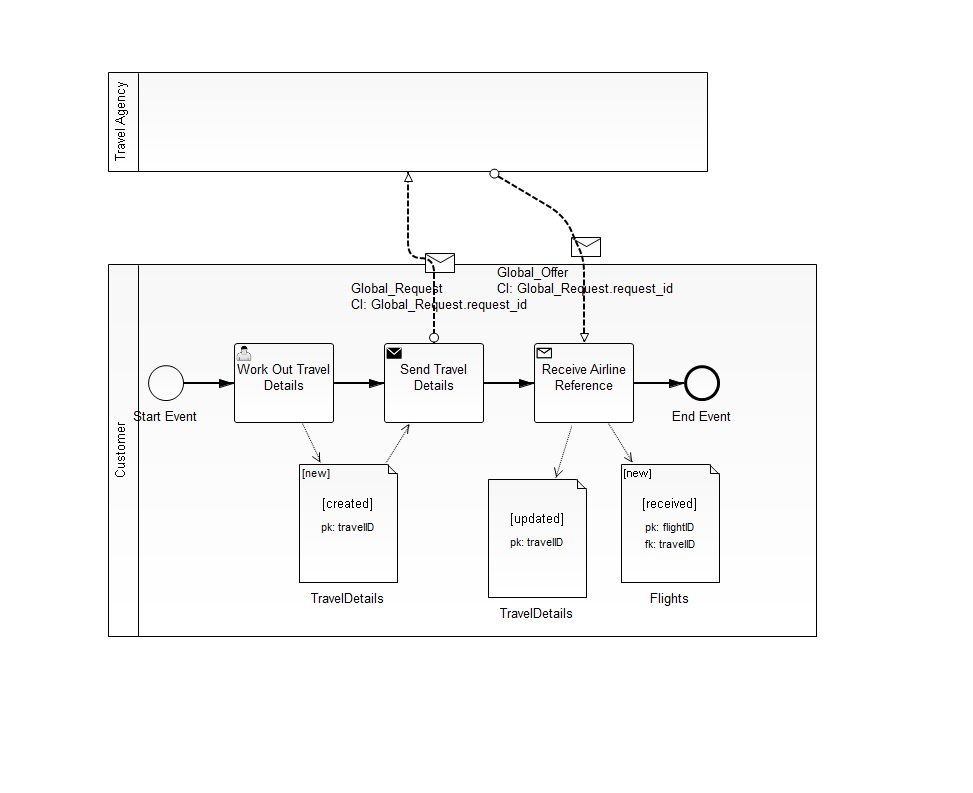 Travel Agency
Global_Request
CI: Global_Request.request_id
Global_Offer
CI: Global_Request.request_id
Customer
Start Event
Work Out Travel
Details
Send Travel
Details
Receive Airline
Reference
End Event
[new]
[created]
pk: travelID
TravelDetails
[updated]
pk: travelID
TravelDetails
[new]
[received]
pk: flightID
fk: travelID
Flights